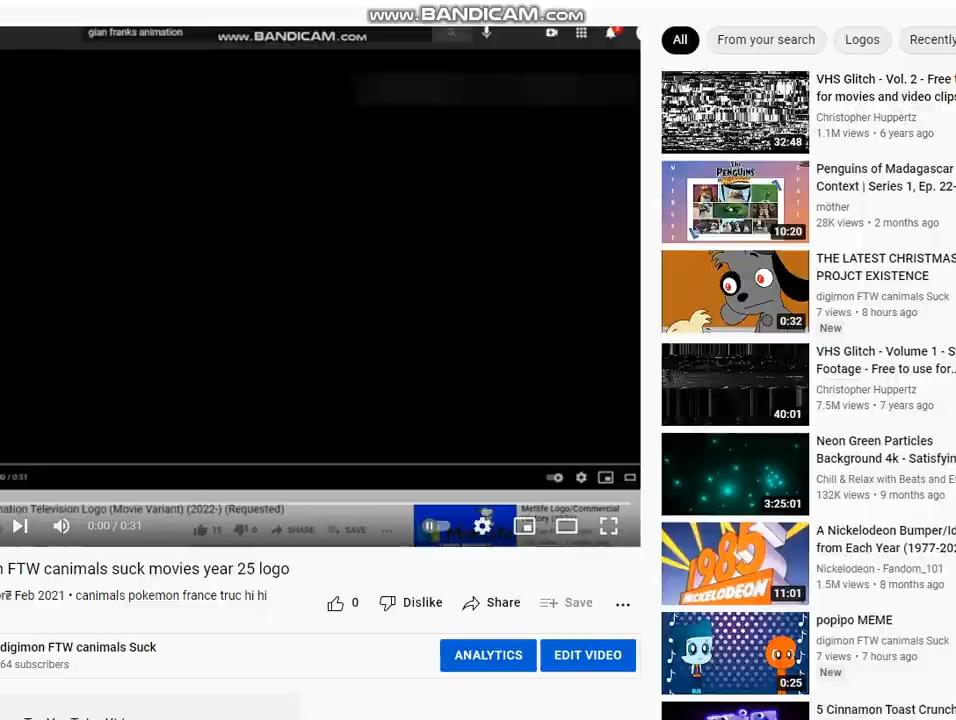 www.BANDICAM.com
gian franks animation
www.BANDICAM.com
0 / 0:31
nation Television Logo (Movie Variant) (2022-) (Requested)
15
0
SHARE
SAVE
...
Metlife Logo/Commercial
0:00 / 0:31
n FTW canimals suck movies year 25 logo
Feb 2021 • canimals pokemon france truc hi hi
0
Dislike
Share
Save
...
digimon FTW canimals Suck
64 subscribers
ANALYTICS
EDIT VIDEO
All
From your search
Logos
Recently
VHS Glitch - Vol. 2 - Free
for movies and video clips
Christopher Huppertz
1.1M views • 6 years ago
32:48
The
PENGUINS
Penguins of Madagascar
Context | Series 1, Ep. 22-
möther
28K views • 2 months ago
10:20
THE LATEST CHRISTMAS
PROJCT EXISTENCE
digimon FTW canimals Suck
7 views • 8 hours ago
New
0:32
VHS Glitch - Volume 1 - S
Footage - Free to use for..
Christopher Huppertz
7.5M views • 7 years ago
40:01
Neon Green Particles
Background 4k - Satisfyin
Chill & Relax with Beats and E
132K views • 9 months ago
3:25:01
1985
NICKELODEON
A Nickelodeon Bumper/Id
from Each Year (1977-202
Nickelodeon - Fandom_101
1.5M views • 8 months ago
11:01
popipo MEME
digimon FTW canimals Suck
7 views • 7 hours ago
New
0:25
5 Cinnamon Toast Crunch